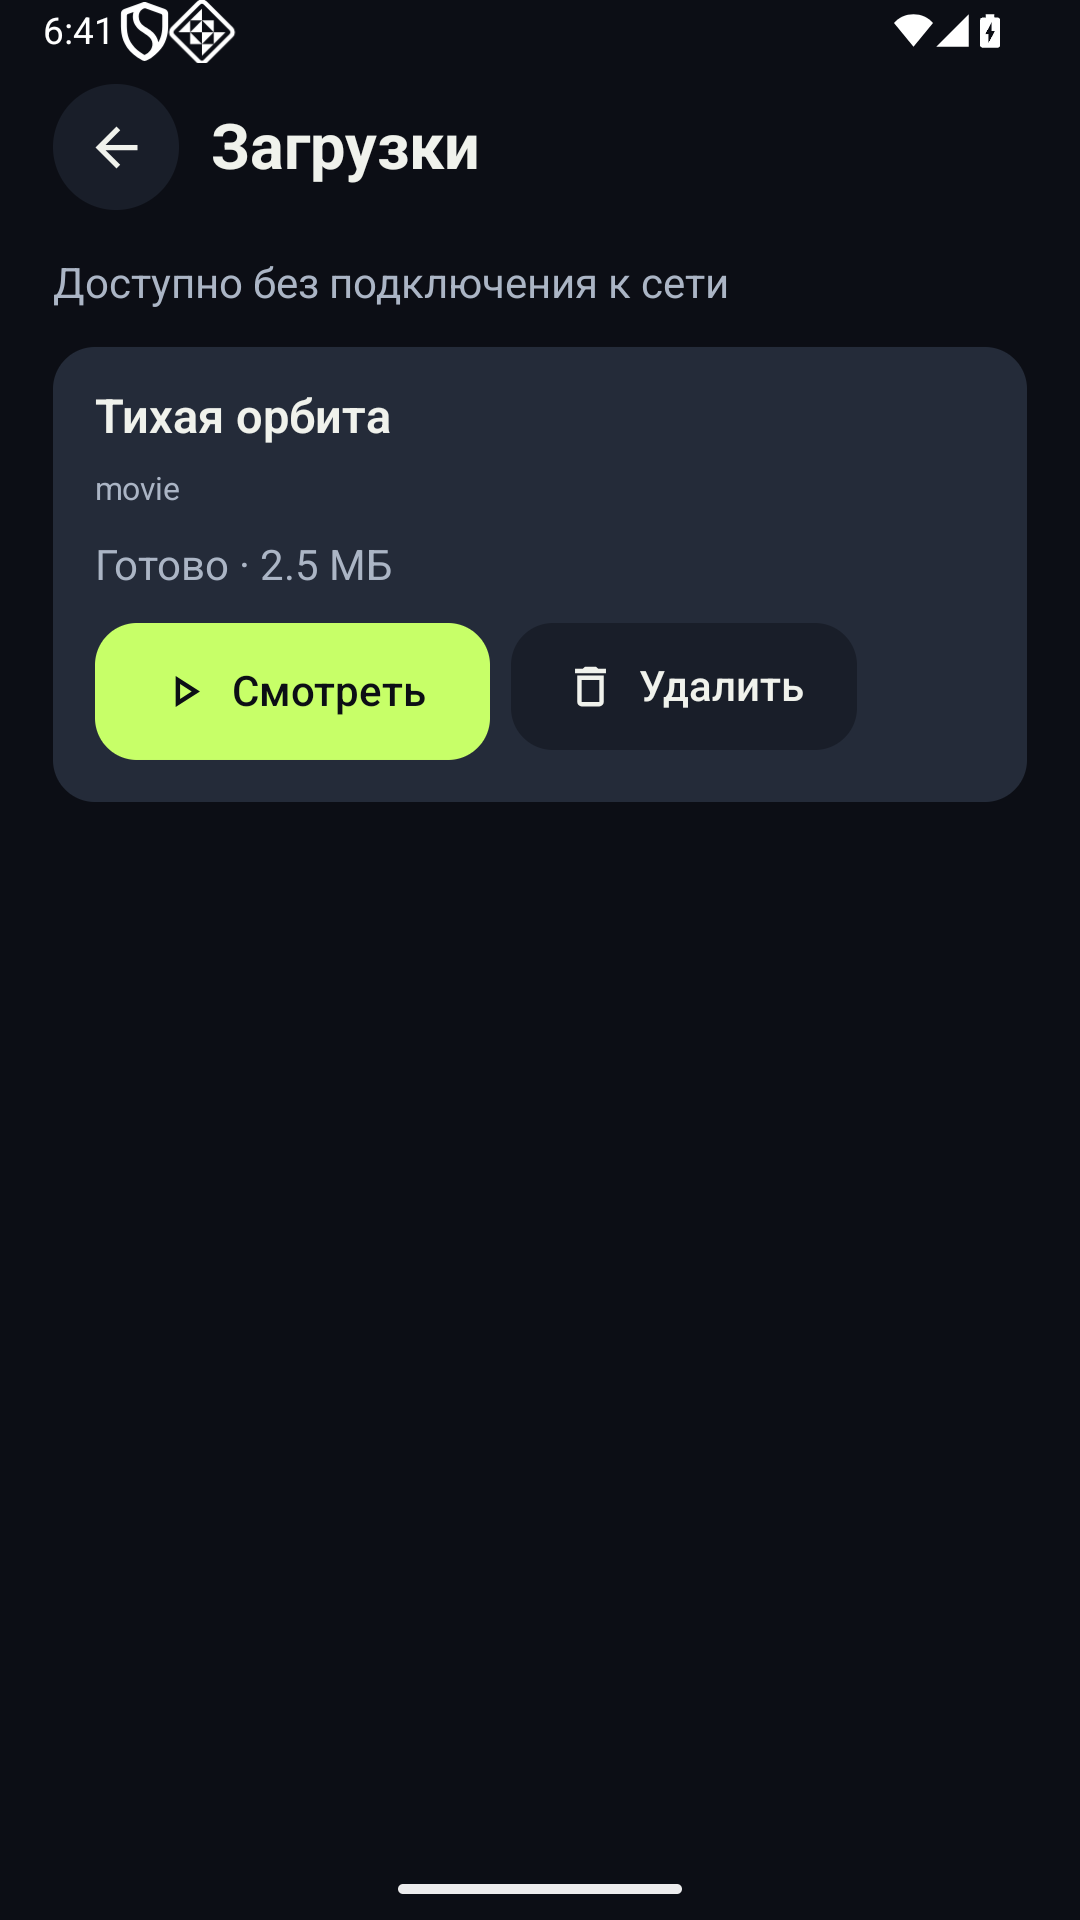 6:41
Загрузки
Доступно без подключения к сети
Тихая орбита
movie
Готово · 2.5 МБ
Смотреть
Удалить